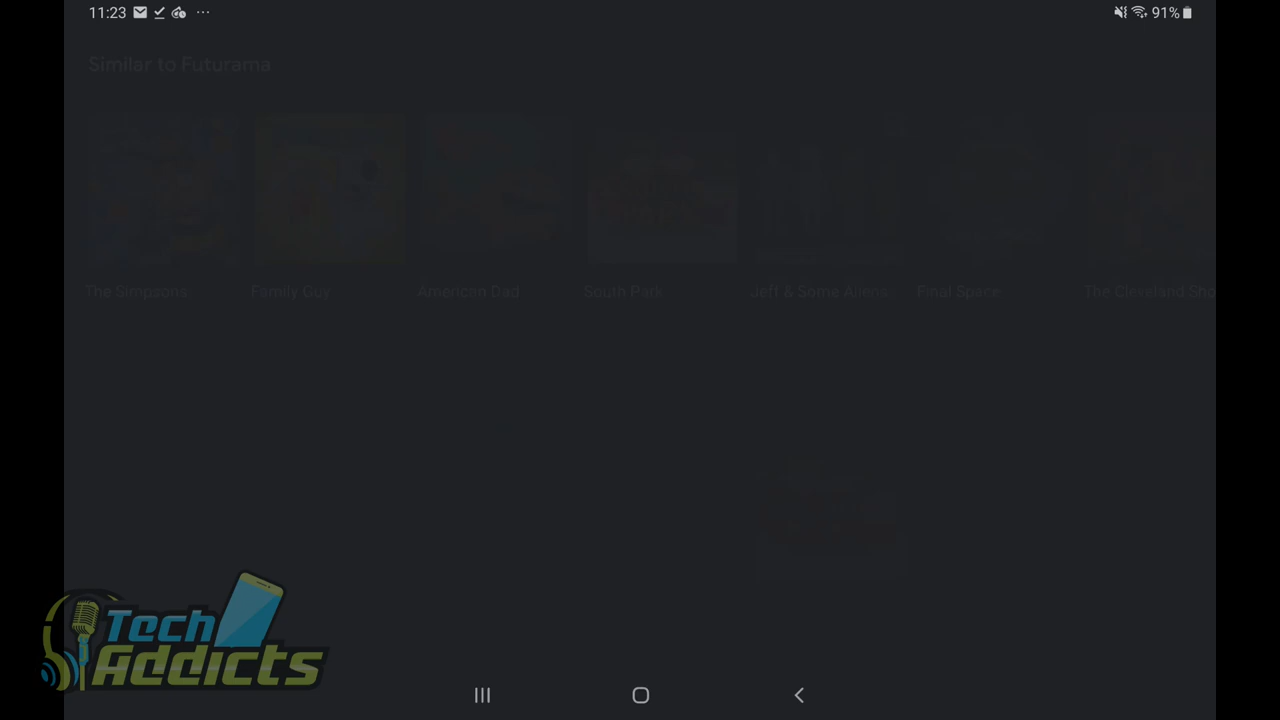 11:23
91%
Similar to Futurama
The Simpsons
Family Guy
American Dad
South Park
Jeff & Some Aliens
Final Space
The Cleveland Sho
Tech
Addicts